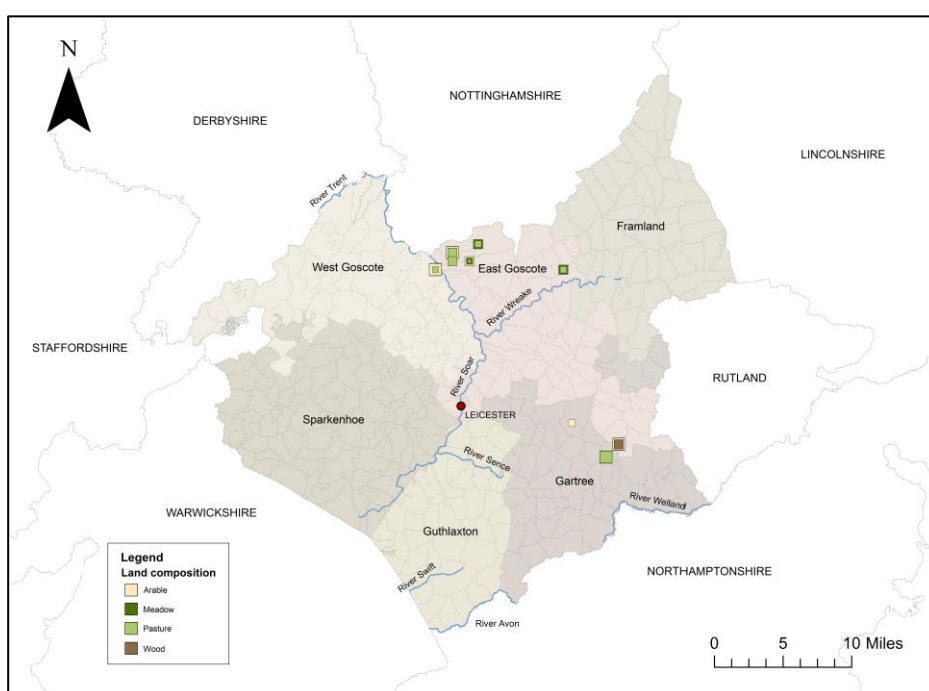 N
NOTTINGHAMSHIRE
DERBYSHIRE
LINCOLNSHIRE
River Trent
Framland
West Goscote
East Goscote
River Wreake
STAFFORDSHIRE
RUTLAND
River Soar
Sparkenhoe
LEICESTER
River Sence
Gartree
River Welland
WARWICKSHIRE
Guthlaxton
Legend
Land composition
Arable
Meadow
Pasture
Wood
River Swift
NORTHAMPTONSHIRE
River Avon
0 5 10 Miles